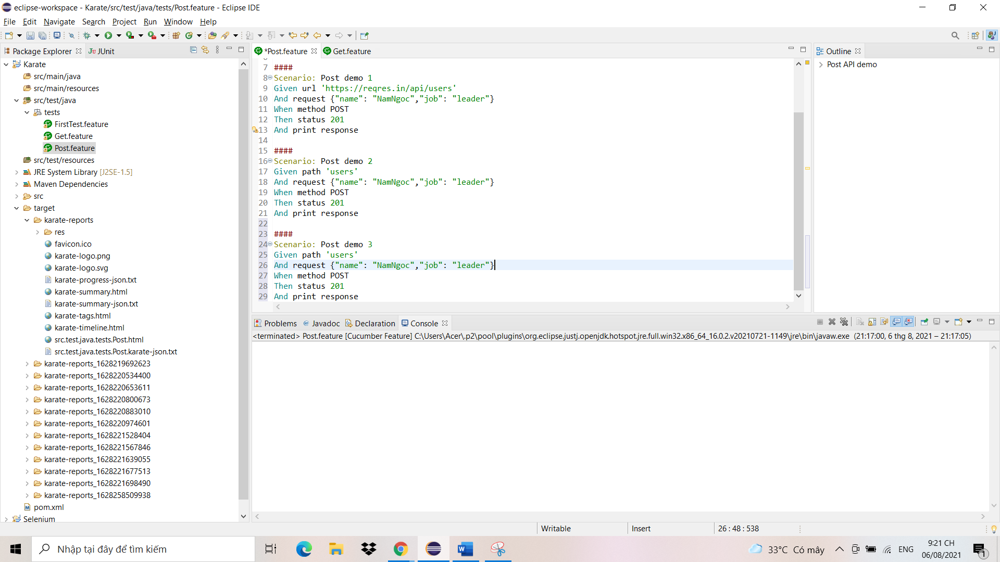 eclipse-workspace - Karate/src/test/java/tests/Post.feature - Eclipse IDE
File Edit Navigate Search Project Run Window Help
Package Explorer
JUnit
Karate
src/main/java
src/main/resources
src/test/java
tests
FirstTest.feature
Get.feature
Post.feature
src/test/resources
JRE System Library [J2SE-1.5]
Maven Dependencies
src
target
karate-reports
res
favicon.ico
karate-logo.png
karate-logo.svg
karate-progress-json.txt
karate-summary.html
karate-summary-json.txt
karate-tags.html
karate-timeline.html
src.test.java.tests.Post.html
src.test.java.tests.Post.karate-json.txt
karate-reports_1628219692623
karate-reports_1628220534400
karate-reports_1628220653611
karate-reports_1628220800673
karate-reports_1628220883010
karate-reports_1628220974601
karate-reports_1628221528404
karate-reports_1628221567846
karate-reports_1628221639055
karate-reports_1628221677513
karate-reports_1628221698490
karate-reports_1628258509938
pom.xml
Selenium
*Post.feature
Get.feature
7 ####
8 Scenario: Post demo 1
9 Given url 'https://reqres.in/api/users'
10 And request {"name": "NamNgoc","job": "leader"}
11 When method POST
12 Then status 201
13 And print response
14
15 ####
16 Scenario: Post demo 2
17 Given path 'users'
18 And request {"name": "NamNgoc","job": "leader"}
19 When method POST
20 Then status 201
21 And print response
22
23 ####
24 Scenario: Post demo 3
25 Given path 'users'
26 And request {"name": "NamNgoc","job": "leader"}
27 When method POST
28 Then status 201
29 And print response
Outline
Post API demo
Problems @ Javadoc Declaration Console
<terminated> Post.feature [Cucumber Feature] C:\Users\Acer\.p2\pool\plugins\org.eclipse.justj.openjdk.hotspot.jre.full.win32.x86_64_16.0.2.v20210721-1149\jre\bin\javaw.exe (21:17:00, 6 thg 8, 2021 – 21:17:05)
Writable
Insert
26 : 48 : 538
Nhập tại đây để tìm kiếm
33°C Có mây
ENG
9:21 CH
06/08/2021
1